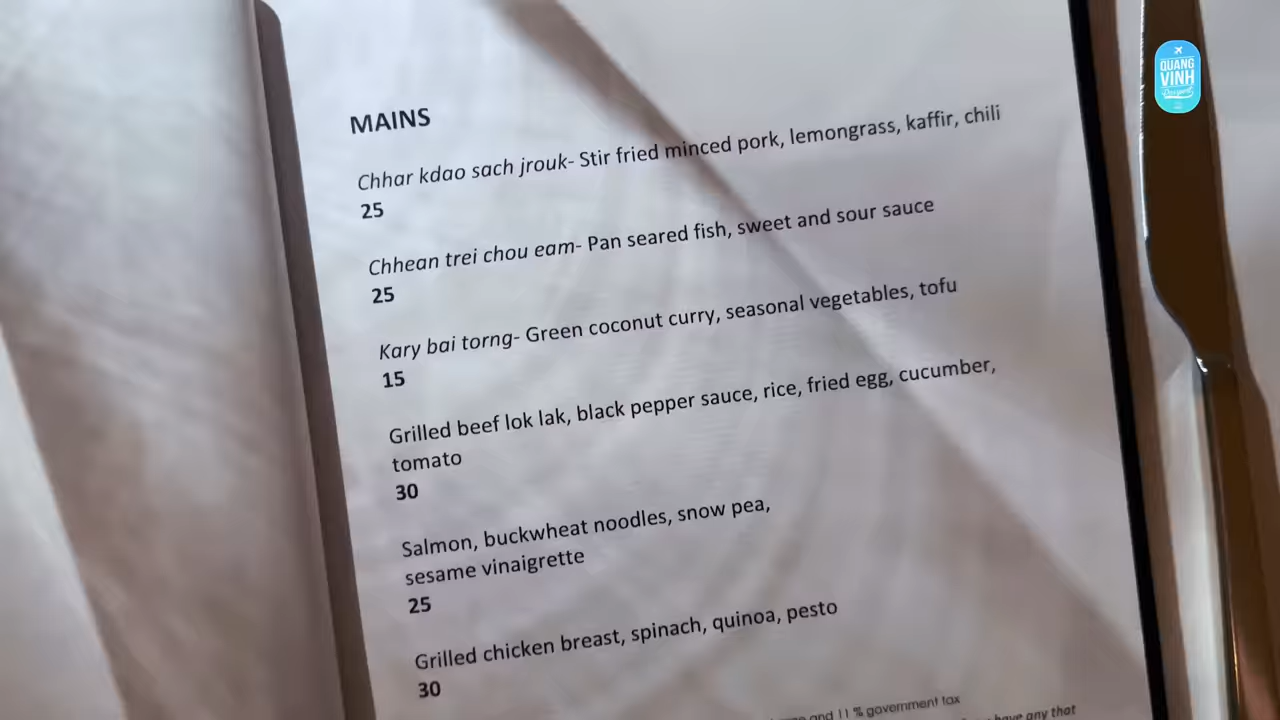 QUANG
VINH
MAINS
Chhar kdao sach jrouk- Stir fried minced pork, lemongrass, kaffir, chili
25
Chhean trei chou eam- Pan seared fish, sweet and sour sauce
25
Kary bai torng- Green coconut curry, seasonal vegetables, tofu
15
Grilled beef lok lak, black pepper sauce, rice, fried egg, cucumber,
tomato
30
Salmon, buckwheat noodles, snow pea,
sesame vinaigrette
25
Grilled chicken breast, spinach, quinoa, pesto
30
and 11 % government tax
have any that